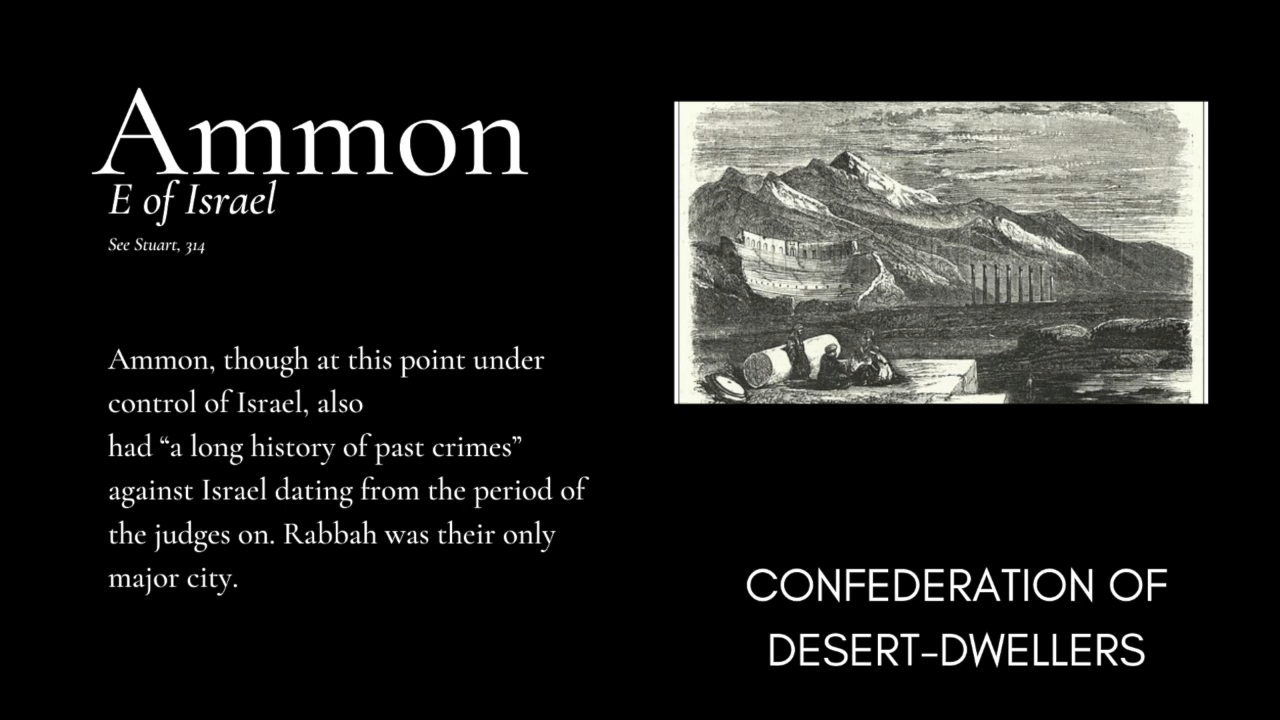 Ammon
E of Israel
See Stuart, 314
Ammon, though at this point under
control of Israel, also
had “a long history of past crimes”
against Israel dating from the period of
the judges on. Rabbah was their only
major city.
CONFEDERATION OF
DESERT-DWELLERS